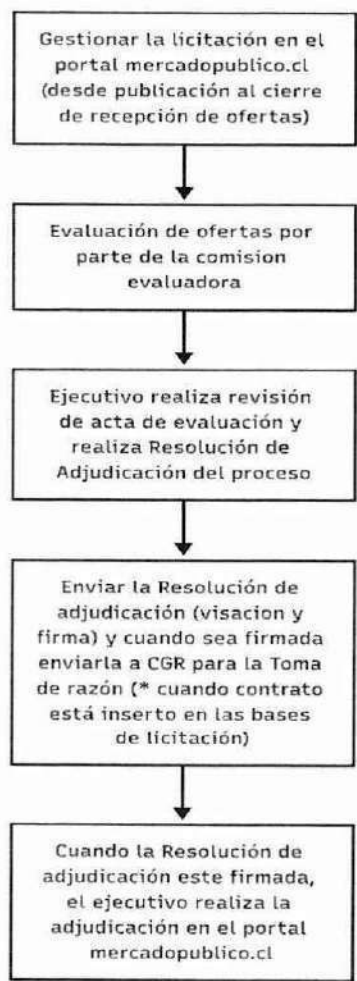 Gestionar la licitación en el
portal mercadopublico.cl
(desde publicación al cierre
de recepción de ofertas)
Evaluación de ofertas por
parte de la comision
evaluadora
Ejecutivo realiza revisión
de acta de evaluación y
realiza Resolución de
Adjudicación del proceso
Enviar la Resolución de
adjudicación (visacion y
firma) y cuando sea firmada
enviarla a CGR para la Toma
de razón (* cuando contrato
está inserto en las bases
de licitación)
Cuando la Resolución de
adjudicación este firmada,
el ejecutivo realiza la
adjudicación en el portal
mercadopublico.cl